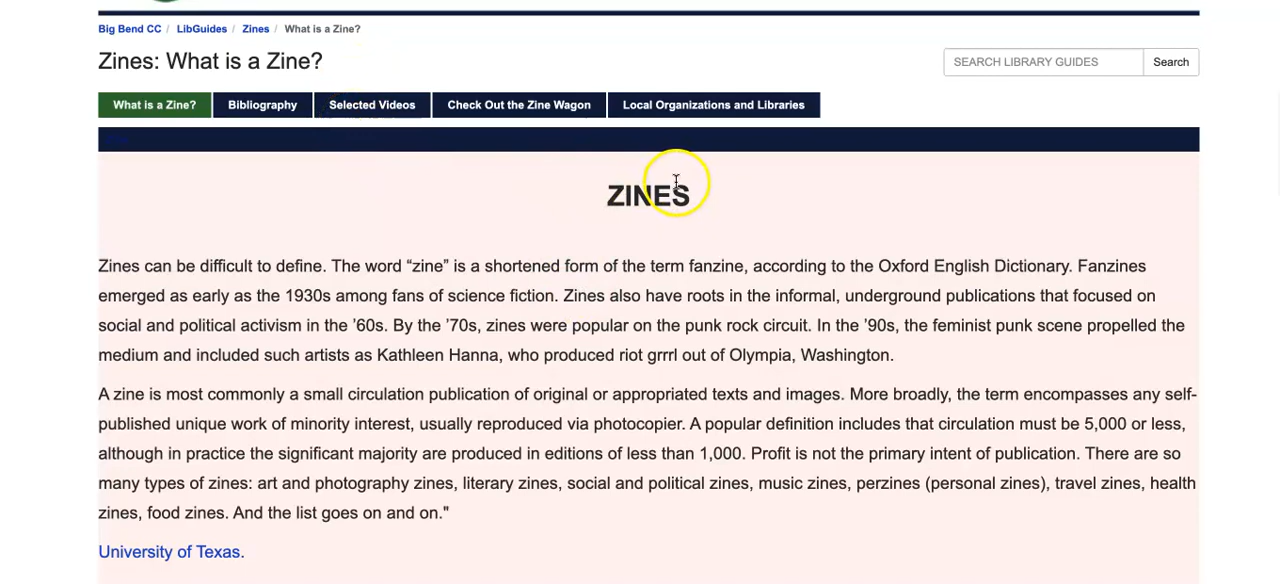 Big Bend CC / LibGuides / Zines / What is a Zine?
Zines: What is a Zine?
SEARCH LIBRARY GUIDES Search
What is a Zine? Bibliography Selected Videos Check Out the Zine Wagon Local Organizations and Libraries
ZINES
Zines can be difficult to define. The word “zine” is a shortened form of the term fanzine, according to the Oxford English Dictionary. Fanzines
emerged as early as the 1930s among fans of science fiction. Zines also have roots in the informal, underground publications that focused on
social and political activism in the ’60s. By the ’70s, zines were popular on the punk rock circuit. In the ’90s, the feminist punk scene propelled the
medium and included such artists as Kathleen Hanna, who produced riot grrrl out of Olympia, Washington.
A zine is most commonly a small circulation publication of original or appropriated texts and images. More broadly, the term encompasses any self-
published unique work of minority interest, usually reproduced via photocopier. A popular definition includes that circulation must be 5,000 or less,
although in practice the significant majority are produced in editions of less than 1,000. Profit is not the primary intent of publication. There are so
many types of zines: art and photography zines, literary zines, social and political zines, music zines, perzines (personal zines), travel zines, health
zines, food zines. And the list goes on and on."
University of Texas.